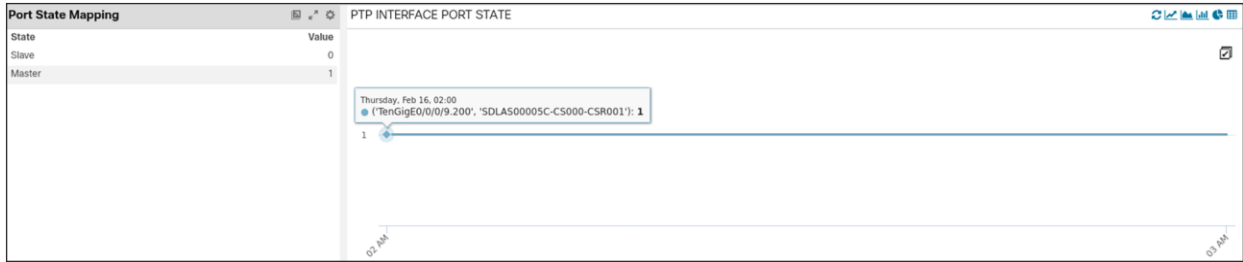 Port State Mapping
State Value
Slave 0
Master 1
PTP INTERFACE PORT STATE
Thursday, Feb 16, 02:00
('TenGigE0/0/0/9.200', 'SDLAS00005C-CS000-CSR001'): 1
1
02 AM
03 AM